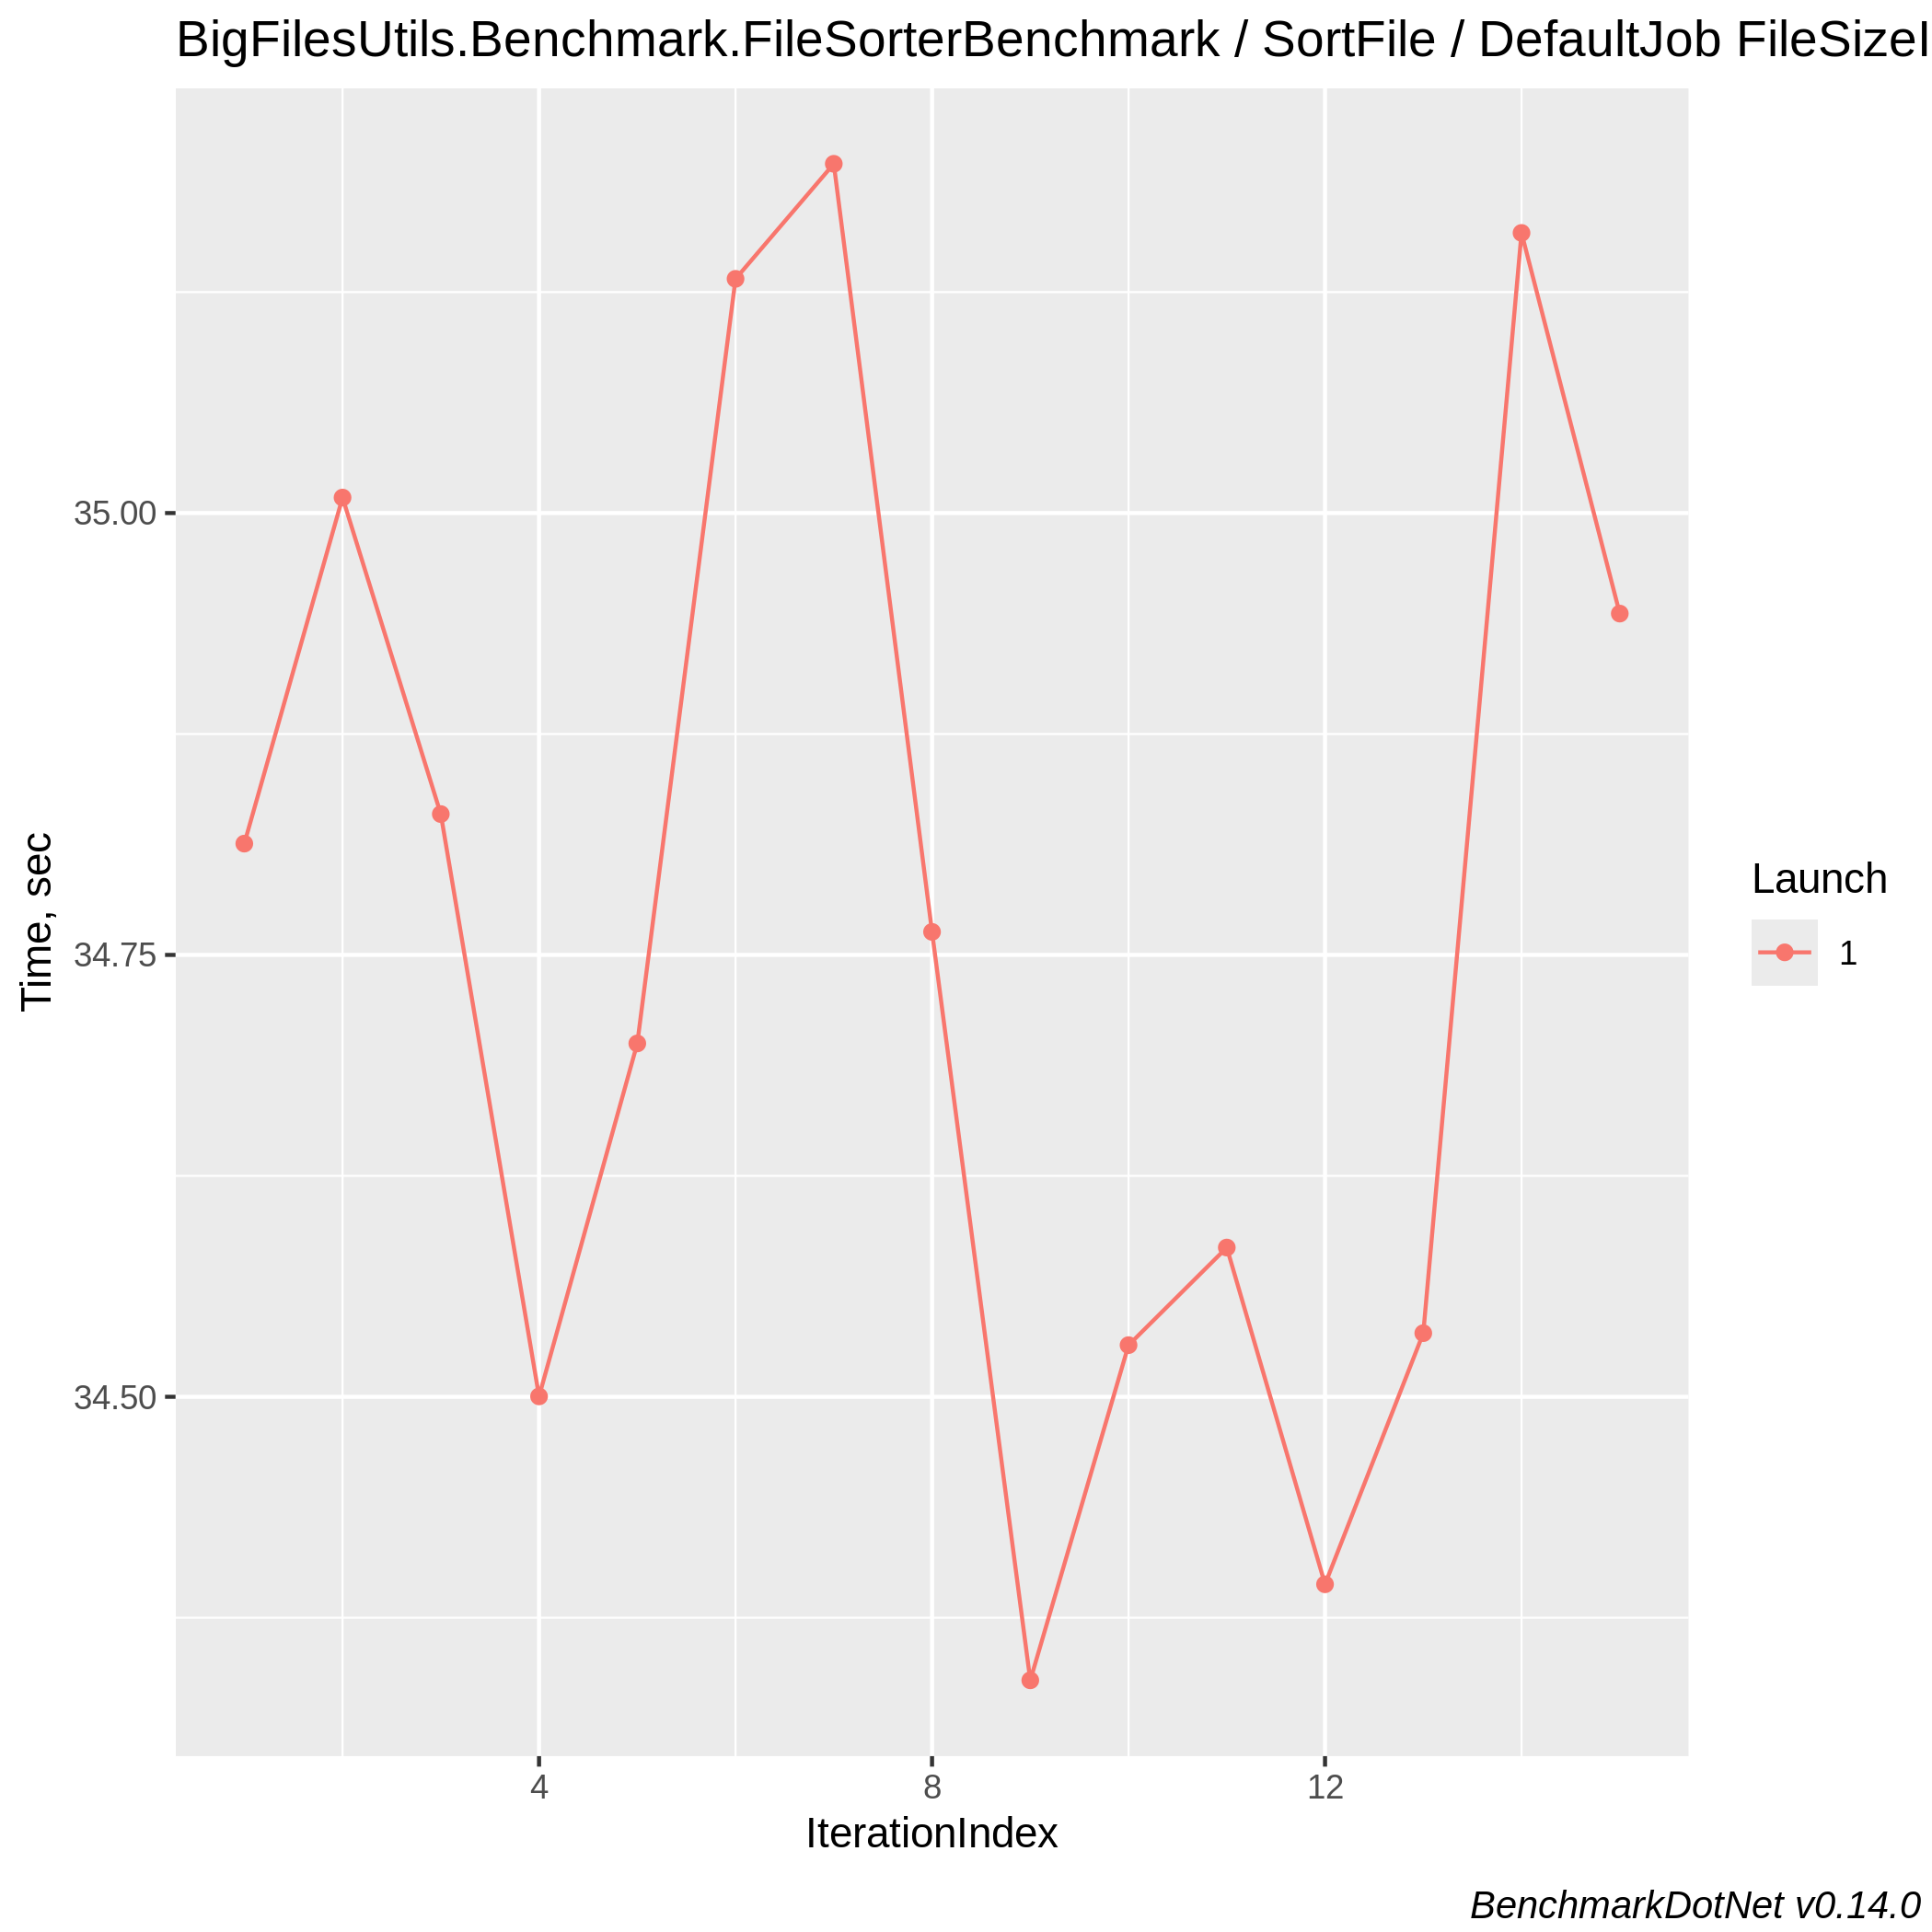 BigFilesUtils.Benchmark.FileSorterBenchmark / SortFile / DefaultJob FileSizeI
35.00
34.75
34.50
Time, sec
4 8 12
IterationIndex
Launch
1
BenchmarkDotNet v0.14.0